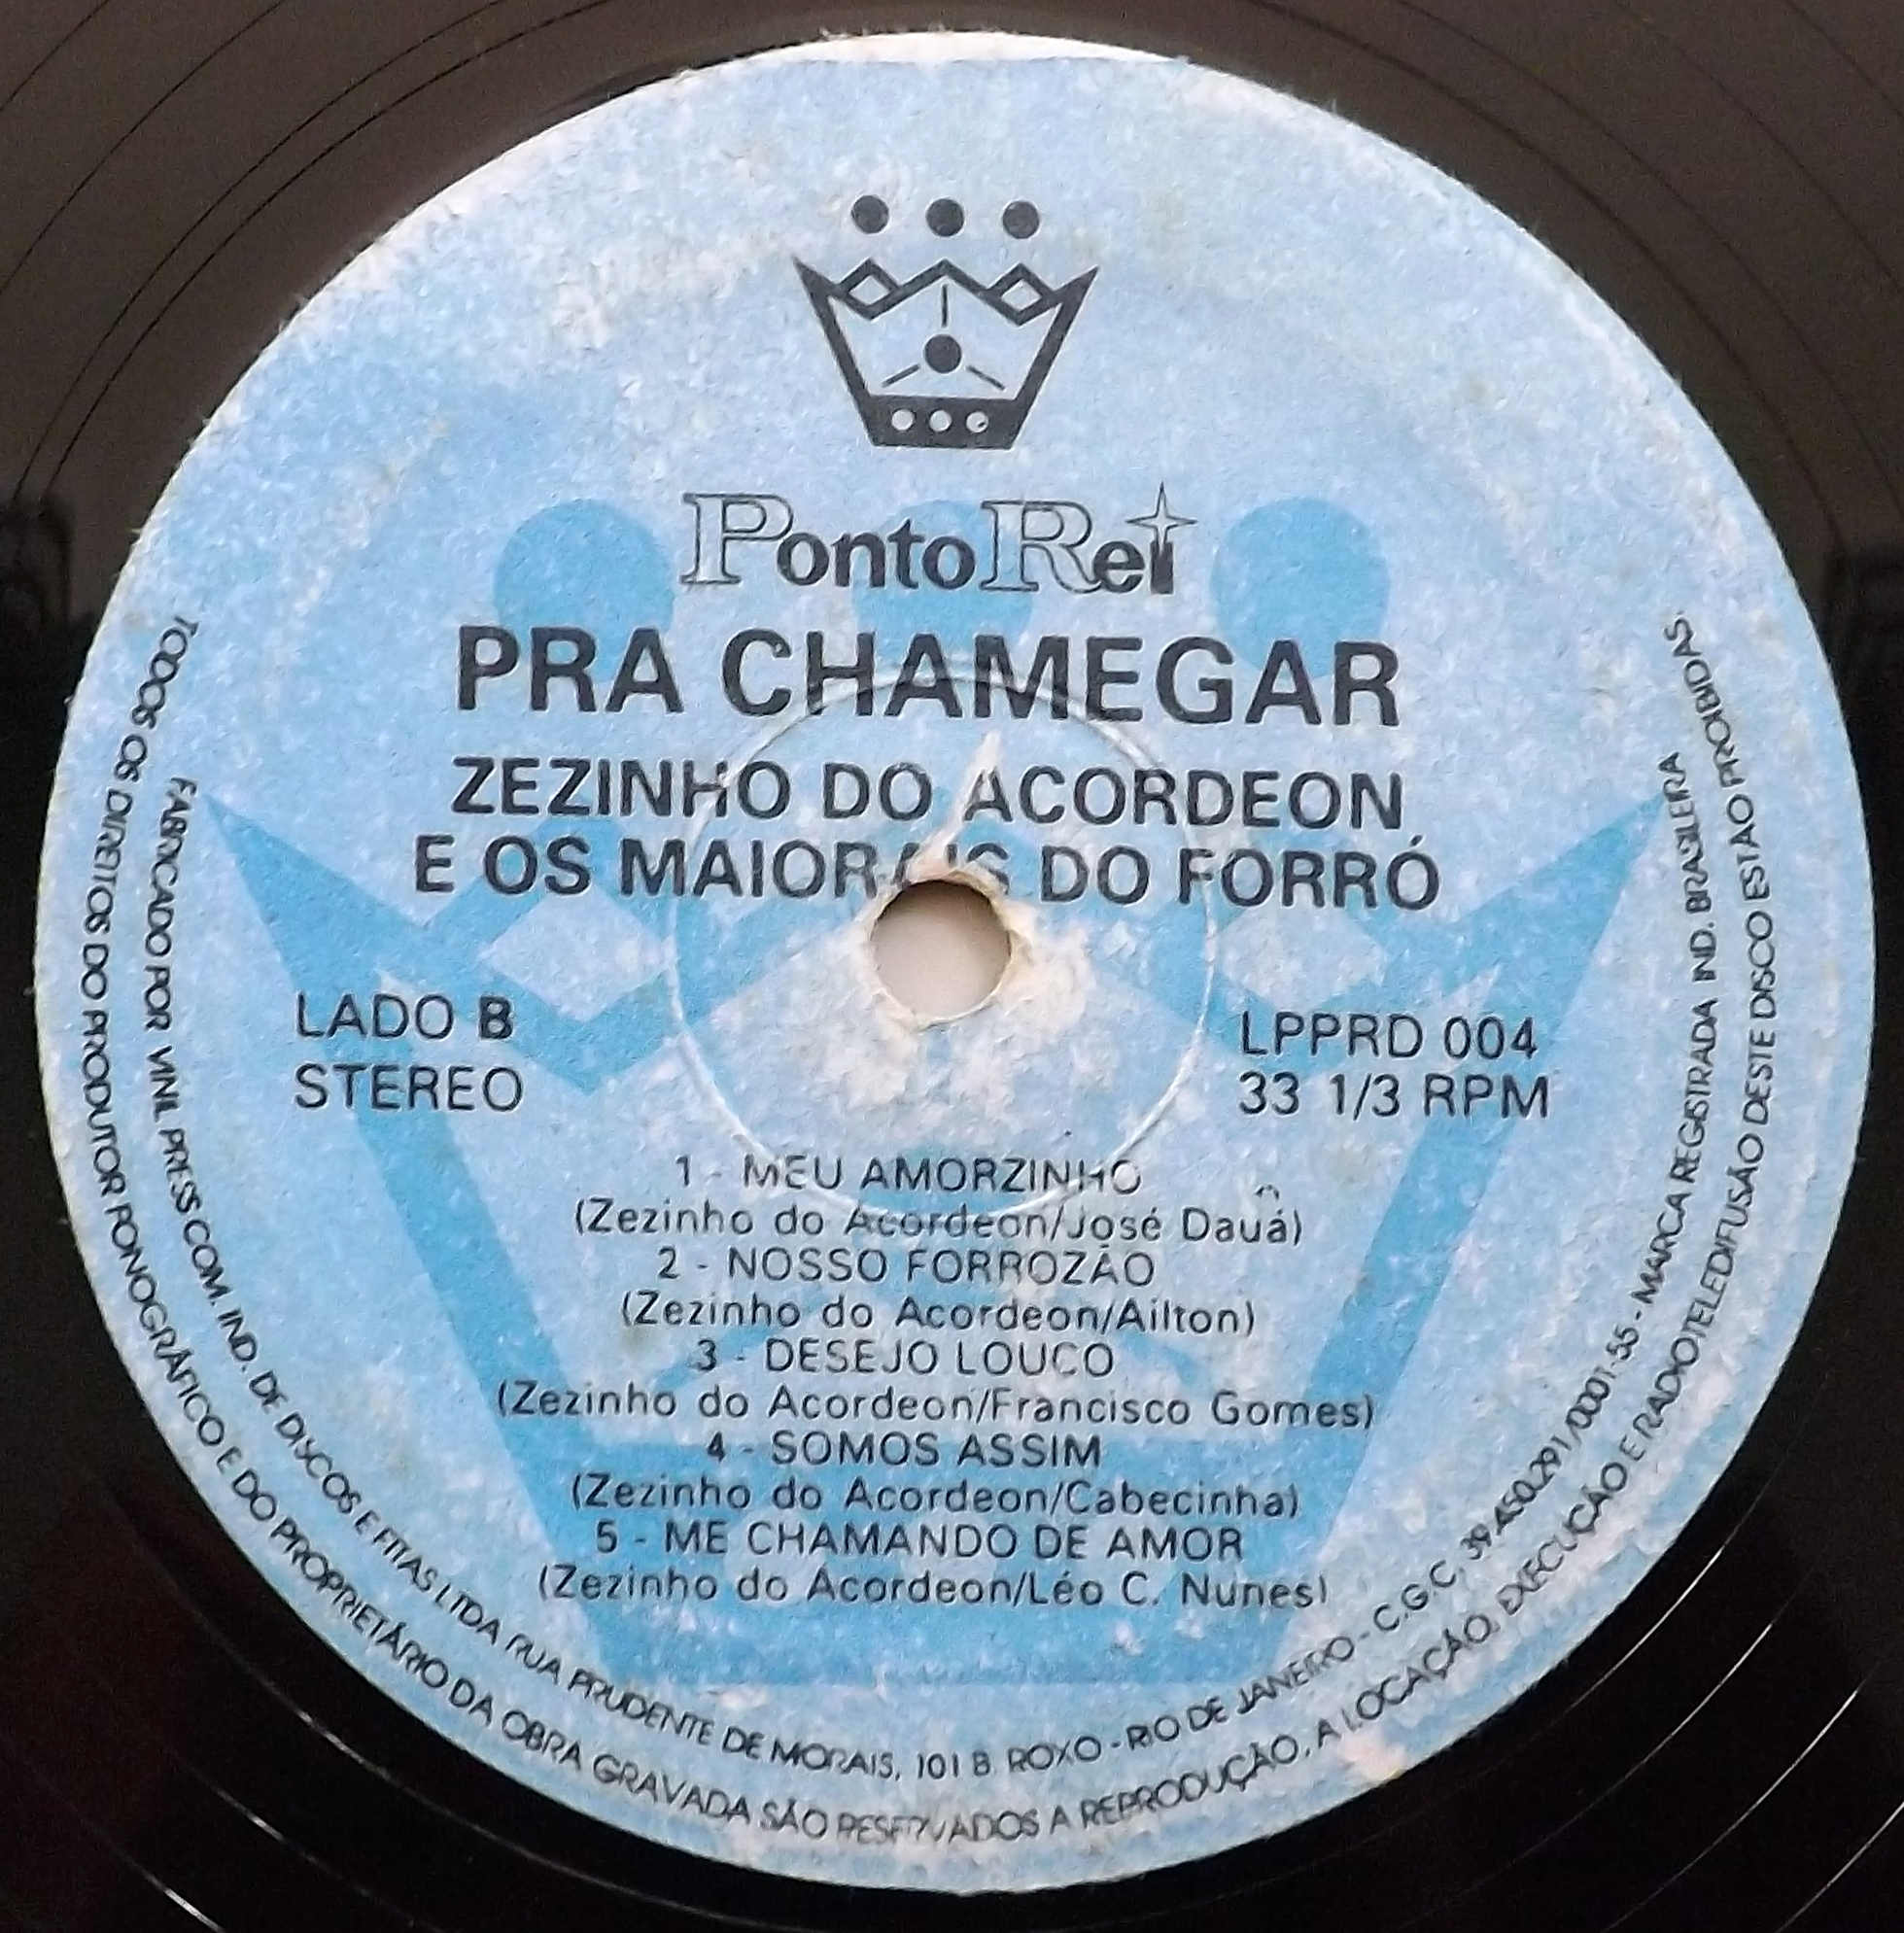 PontoRei
PRA CHAMEGAR
ZEZINHO DO ACORDEON
E OS MAIORAIS DO FORRÓ
LADO B
STEREO
LPPRD 004
33 1/3 RPM
1 - MEU AMORZINHO
(Zezinho do Acordeon/José Dauá)
2 - NOSSO FORROZÃO
(Zezinho do Acordeon/Ailton)
3 - DESEJO LOUCO
(Zezinho do Acordeon/Francisco Gomes)
4 - SOMOS ASSIM
(Zezinho do Acordeon/Cabecinha)
5 - ME CHAMANDO DE AMOR
(Zezinho do Acordeon/Léo C. Nunes)
FABRICADO POR VINIL PRESS COM. IND. DE DISCOS E FITAS LTDA RUA PRUDENTE DE MORAIS, 101 B. ROXO - RIO DE JANEIRO - C.G.C. 39.450.291/0001-55 - MARCA REGISTRADA IND. BRASILEIRA
TODOS OS DIREITOS DO PRODUTOR FONOGRÁFICO E DO PROPRIETÁRIO DA OBRA GRAVADA SÃO RESERVADOS A REPRODUÇÃO, A LOCAÇÃO, EXECUÇÃO E RADIOTELEDIFUSÃO DESTE DISCO ESTAO PROIBIDAS.